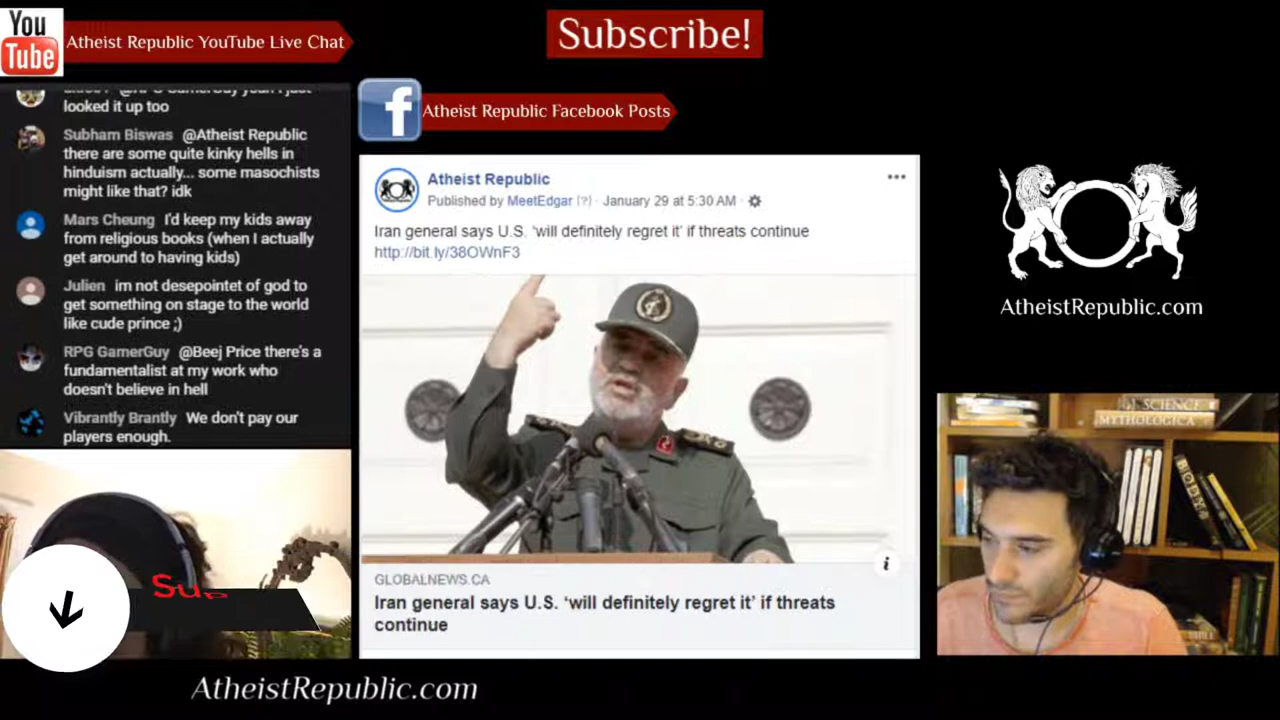 You
Tube
Atheist Republic YouTube Live Chat
Subscribe!
looked it up too
Subham Biswas @Atheist Republic
there are some quite kinky hells in
hinduism actually... some masochists
might like that? idk
Mars Cheung I'd keep my kids away
from religious books (when I actually
get around to having kids)
Julien im not desepointet of god to
get something on stage to the world
like cude prince ;)
RPG GamerGuy @Beej Price there's a
fundamentalist at my work who
doesn't believe in hell
Vibrantly Brantly We don't pay our
players enough.
f
Atheist Republic Facebook Posts
Atheist Republic
Published by MeetEdgar [?] · January 29 at 5:30 AM ·
Iran general says U.S. 'will definitely regret it' if threats continue
http://bit.ly/38OWnF3
i
GLOBALNEWS.CA
Iran general says U.S. 'will definitely regret it' if threats
continue
AtheistRepublic.com
SCIENCE
MYTHOLOGICA
BODY
Sub
AtheistRepublic.com